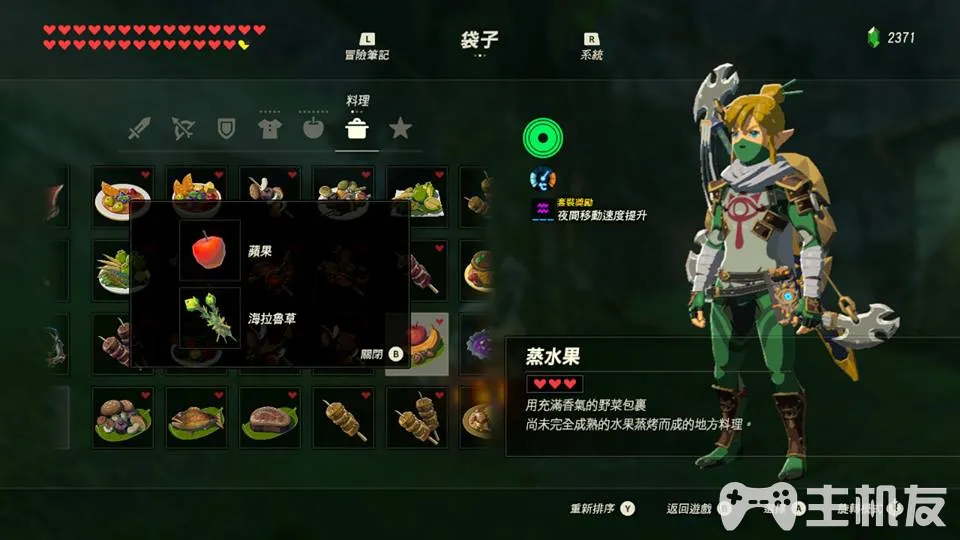 L
冒險筆記
袋子
R
系統
2371
料理
套裝獎勵
夜間移動速度提升
蘋果
海拉魯草
關閉 B
蒸水果
用充滿香氣的野菜包裹
尚未完全成熟的水果蒸烤而成的地方料理。
重新排序 Y
返回遊戲
主机友